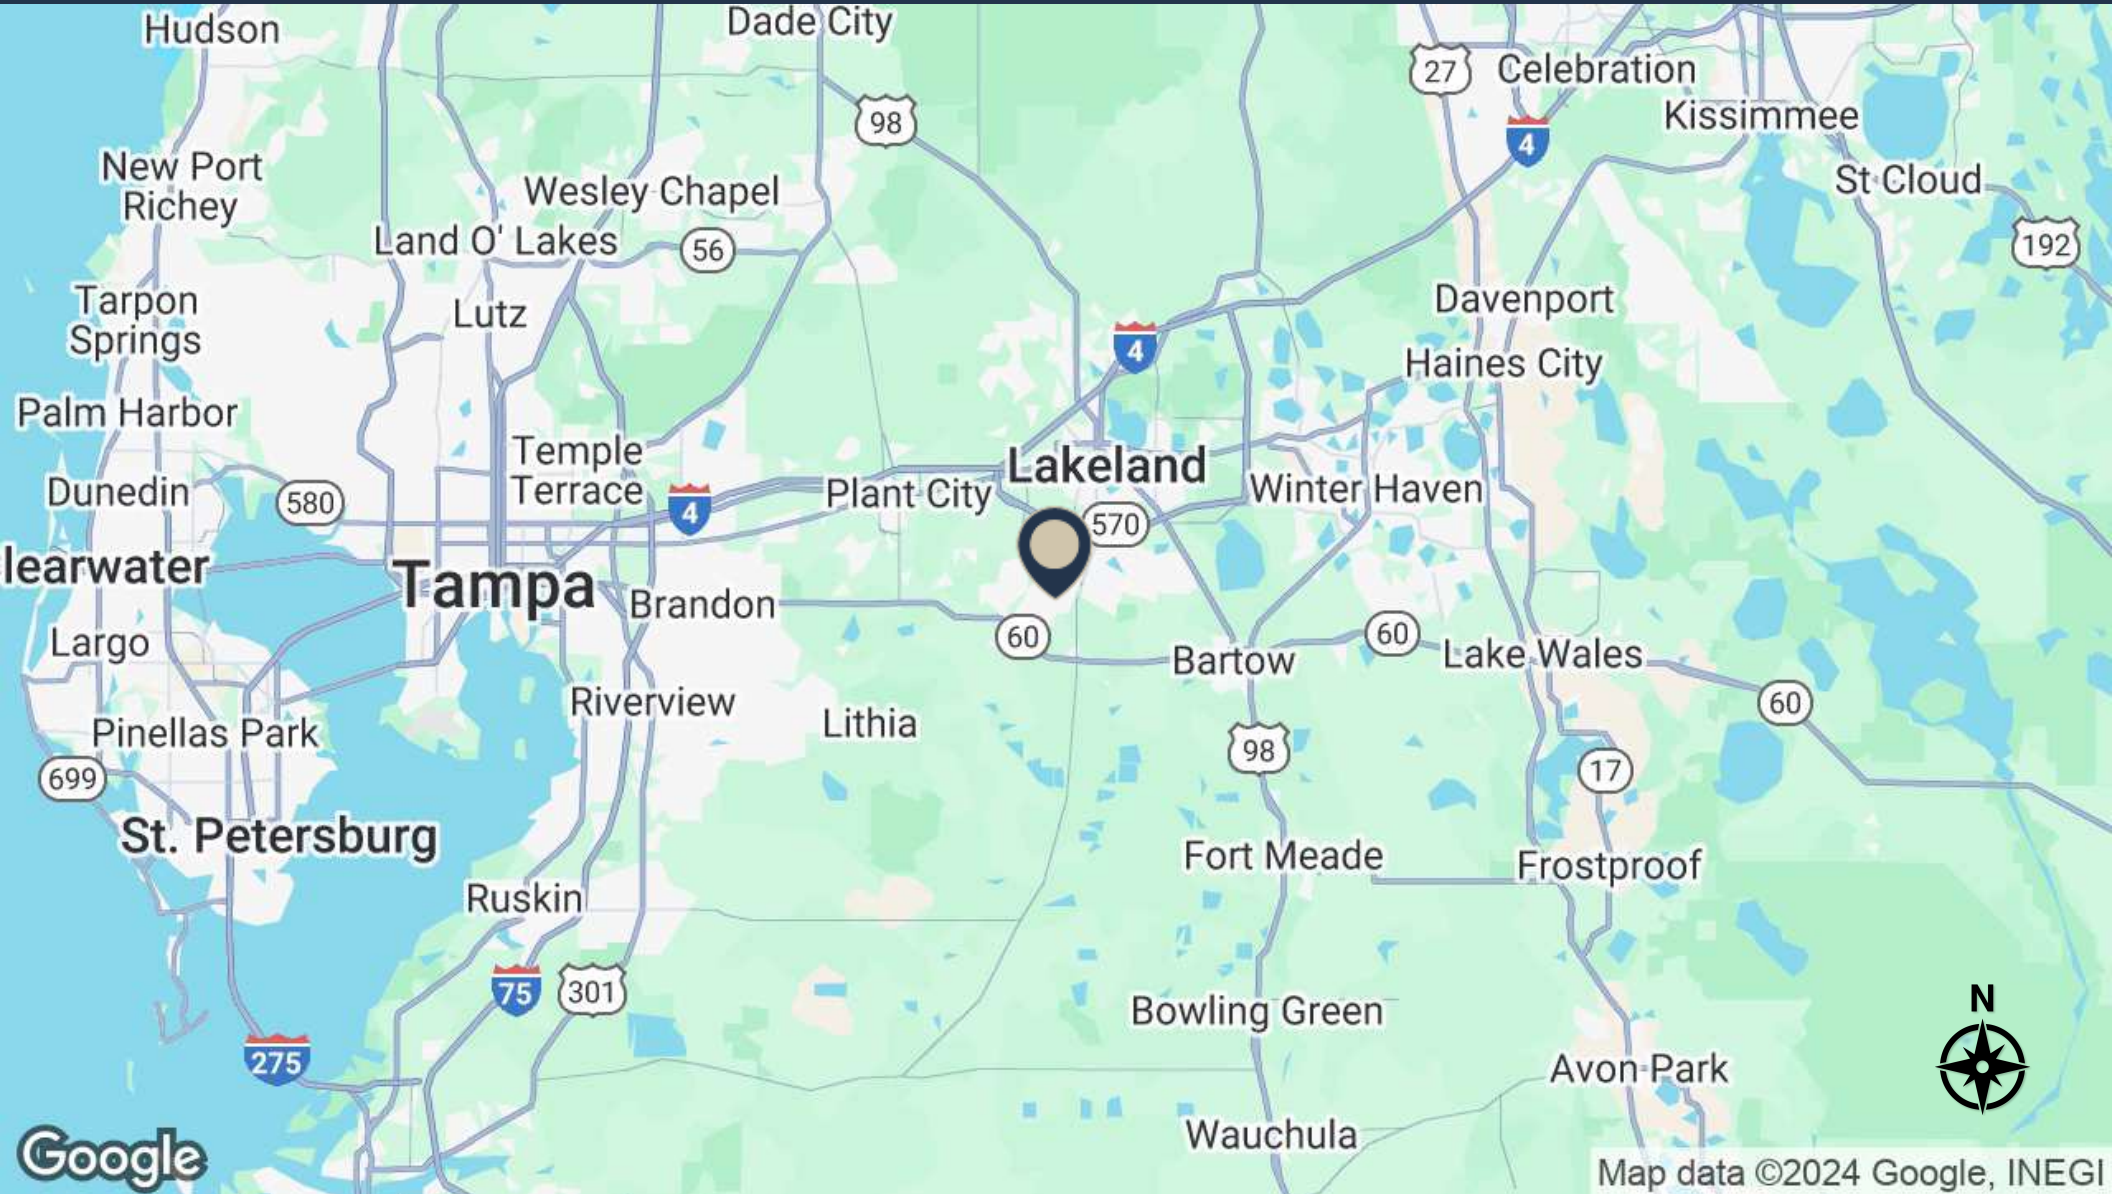 Hudson
Dade City
27
Celebration
98
Kissimmee
4
New Port
Richey
Wesley Chapel
St Cloud
Land O' Lakes
56
192
Tarpon
Springs
Lutz
Davenport
4
Haines City
Palm Harbor
Temple
Terrace
Lakeland
Dunedin
580
4
Plant City
Winter Haven
570
learwater
Tampa
Brandon
60
60
Largo
Bartow
Lake Wales
Riverview
60
Lithia
Pinellas Park
98
699
17
St. Petersburg
Fort Meade
Frostproof
Ruskin
75
301
N
Bowling Green
275
Avon Park
Wauchula
Google
Map data ©2024 Google, INEGI